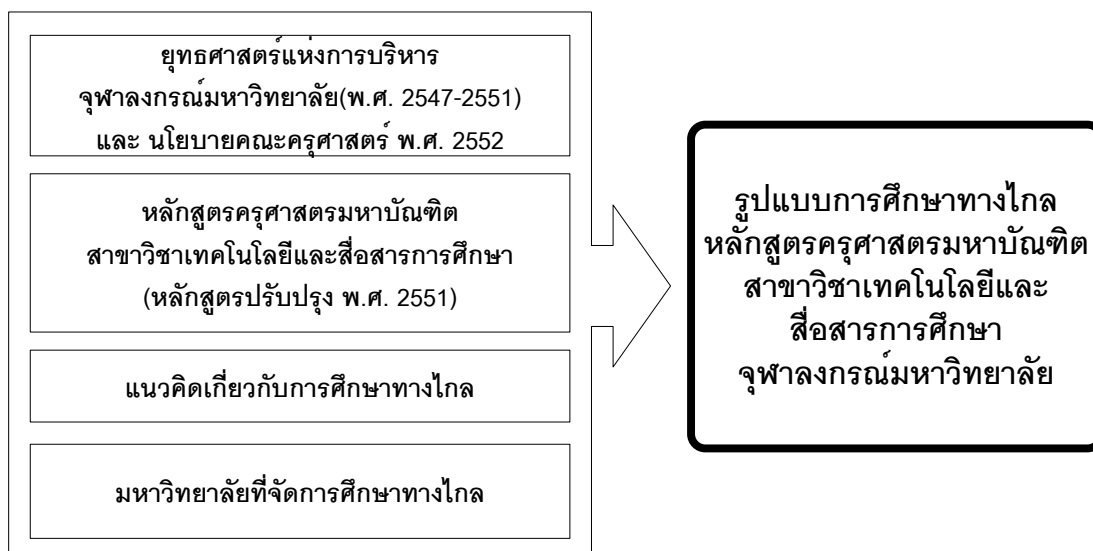 ยุทธศาสตร์แห่งการบริหาร
จุฬาลงกรณ์มหาวิทยาลัย(พ.ศ. 2547-2551)
และ นโยบายคณะครุศาสตร์ พ.ศ. 2552
หลักสูตรครุศาสตรมหาบัณฑิต
สาขาวิชาเทคโนโลยีและสื่อสารการศึกษา
(หลักสูตรปรับปรุง พ.ศ. 2551)
แนวคิดเกี่ยวกับการศึกษาทางไกล
มหาวิทยาลัยที่จัดการศึกษาทางไกล
รูปแบบการศึกษาทางไกล
หลักสูตรครุศาสตรมหาบัณฑิต
สาขาวิชาเทคโนโลยีและ
สื่อสารการศึกษา
จุฬาลงกรณ์มหาวิทยาลัย